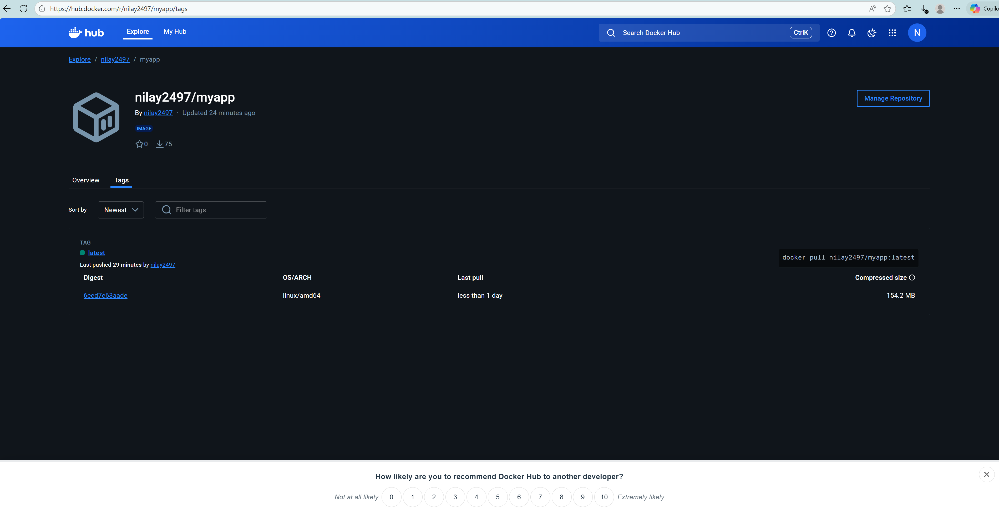 https://hub.docker.com/r/nilay2497/myapp/tags
Copilo
hub
Explore
My Hub
Search Docker Hub
CtrlK
N
Explore / nilay2497 / myapp
nilay2497/myapp
Manage Repository
By nilay2497 • Updated 24 minutes ago
IMAGE
0 75
Overview
Tags
Sort by
Newest
Filter tags
TAG
latest
docker pull nilay2497/myapp:latest
Last pushed 29 minutes by nilay2497
Digest OS/ARCH Last pull Compressed size
6ccd7c63aade linux/amd64 less than 1 day 154.2 MB
How likely are you to recommend Docker Hub to another developer?
Not at all likely 0 1 2 3 4 5 6 7 8 9 10 Extremely likely